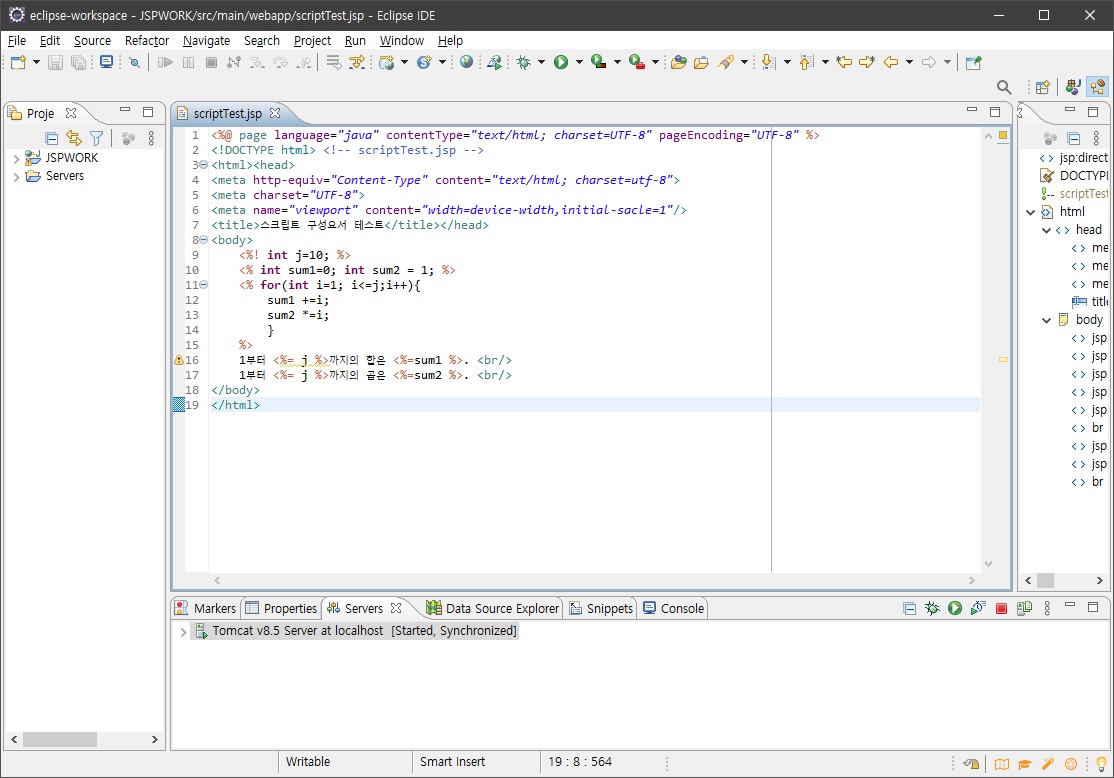 eclipse-workspace - JSPWORK/src/main/webapp/scriptTest.jsp - Eclipse IDE
File Edit Source Refactor Navigate Search Project Run Window Help
Proje
JSPWORK
Servers
scriptTest.jsp
1 <%@ page language="java" contentType="text/html; charset=UTF-8" pageEncoding="UTF-8" %>
2 <!DOCTYPE html> <!-- scriptTest.jsp -->
3 <html><head>
4 <meta http-equiv="Content-Type" content="text/html; charset=utf-8">
5 <meta charset="UTF-8">
6 <meta name="viewport" content="width=device-width,initial-sacle=1"/>
7 <title>스크립트 구성요서 테스트</title></head>
8 <body>
9 <%! int j=10; %>
10 <% int sum1=0; int sum2 = 1; %>
11 <% for(int i=1; i<=j;i++){
12 sum1 +=i;
13 sum2 *=i;
14 }
15 %>
16 1부터 <%= j %>까지의 합은 <%=sum1 %>. <br/>
17 1부터 <%= j %>까지의 곱은 <%=sum2 %>. <br/>
18 </body>
19 </html>
jsp:direct
DOCTYPI
scriptTest
html
head
me
me
me
title
body
jsp
jsp
jsp
jsp
jsp
br
jsp
jsp
br
Markers Properties Servers Data Source Explorer Snippets Console
Tomcat v8.5 Server at localhost [Started, Synchronized]
Writable Smart Insert 19 : 8 : 564